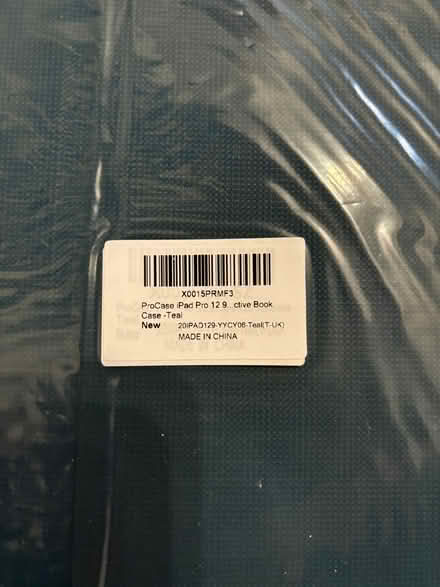 X0015PRMF3
ProCase iPad Pro 12 9...ctive Book
Case -Teal
New 20IPAD129-YYCY06-Teal(T-UK)
MADE IN CHINA